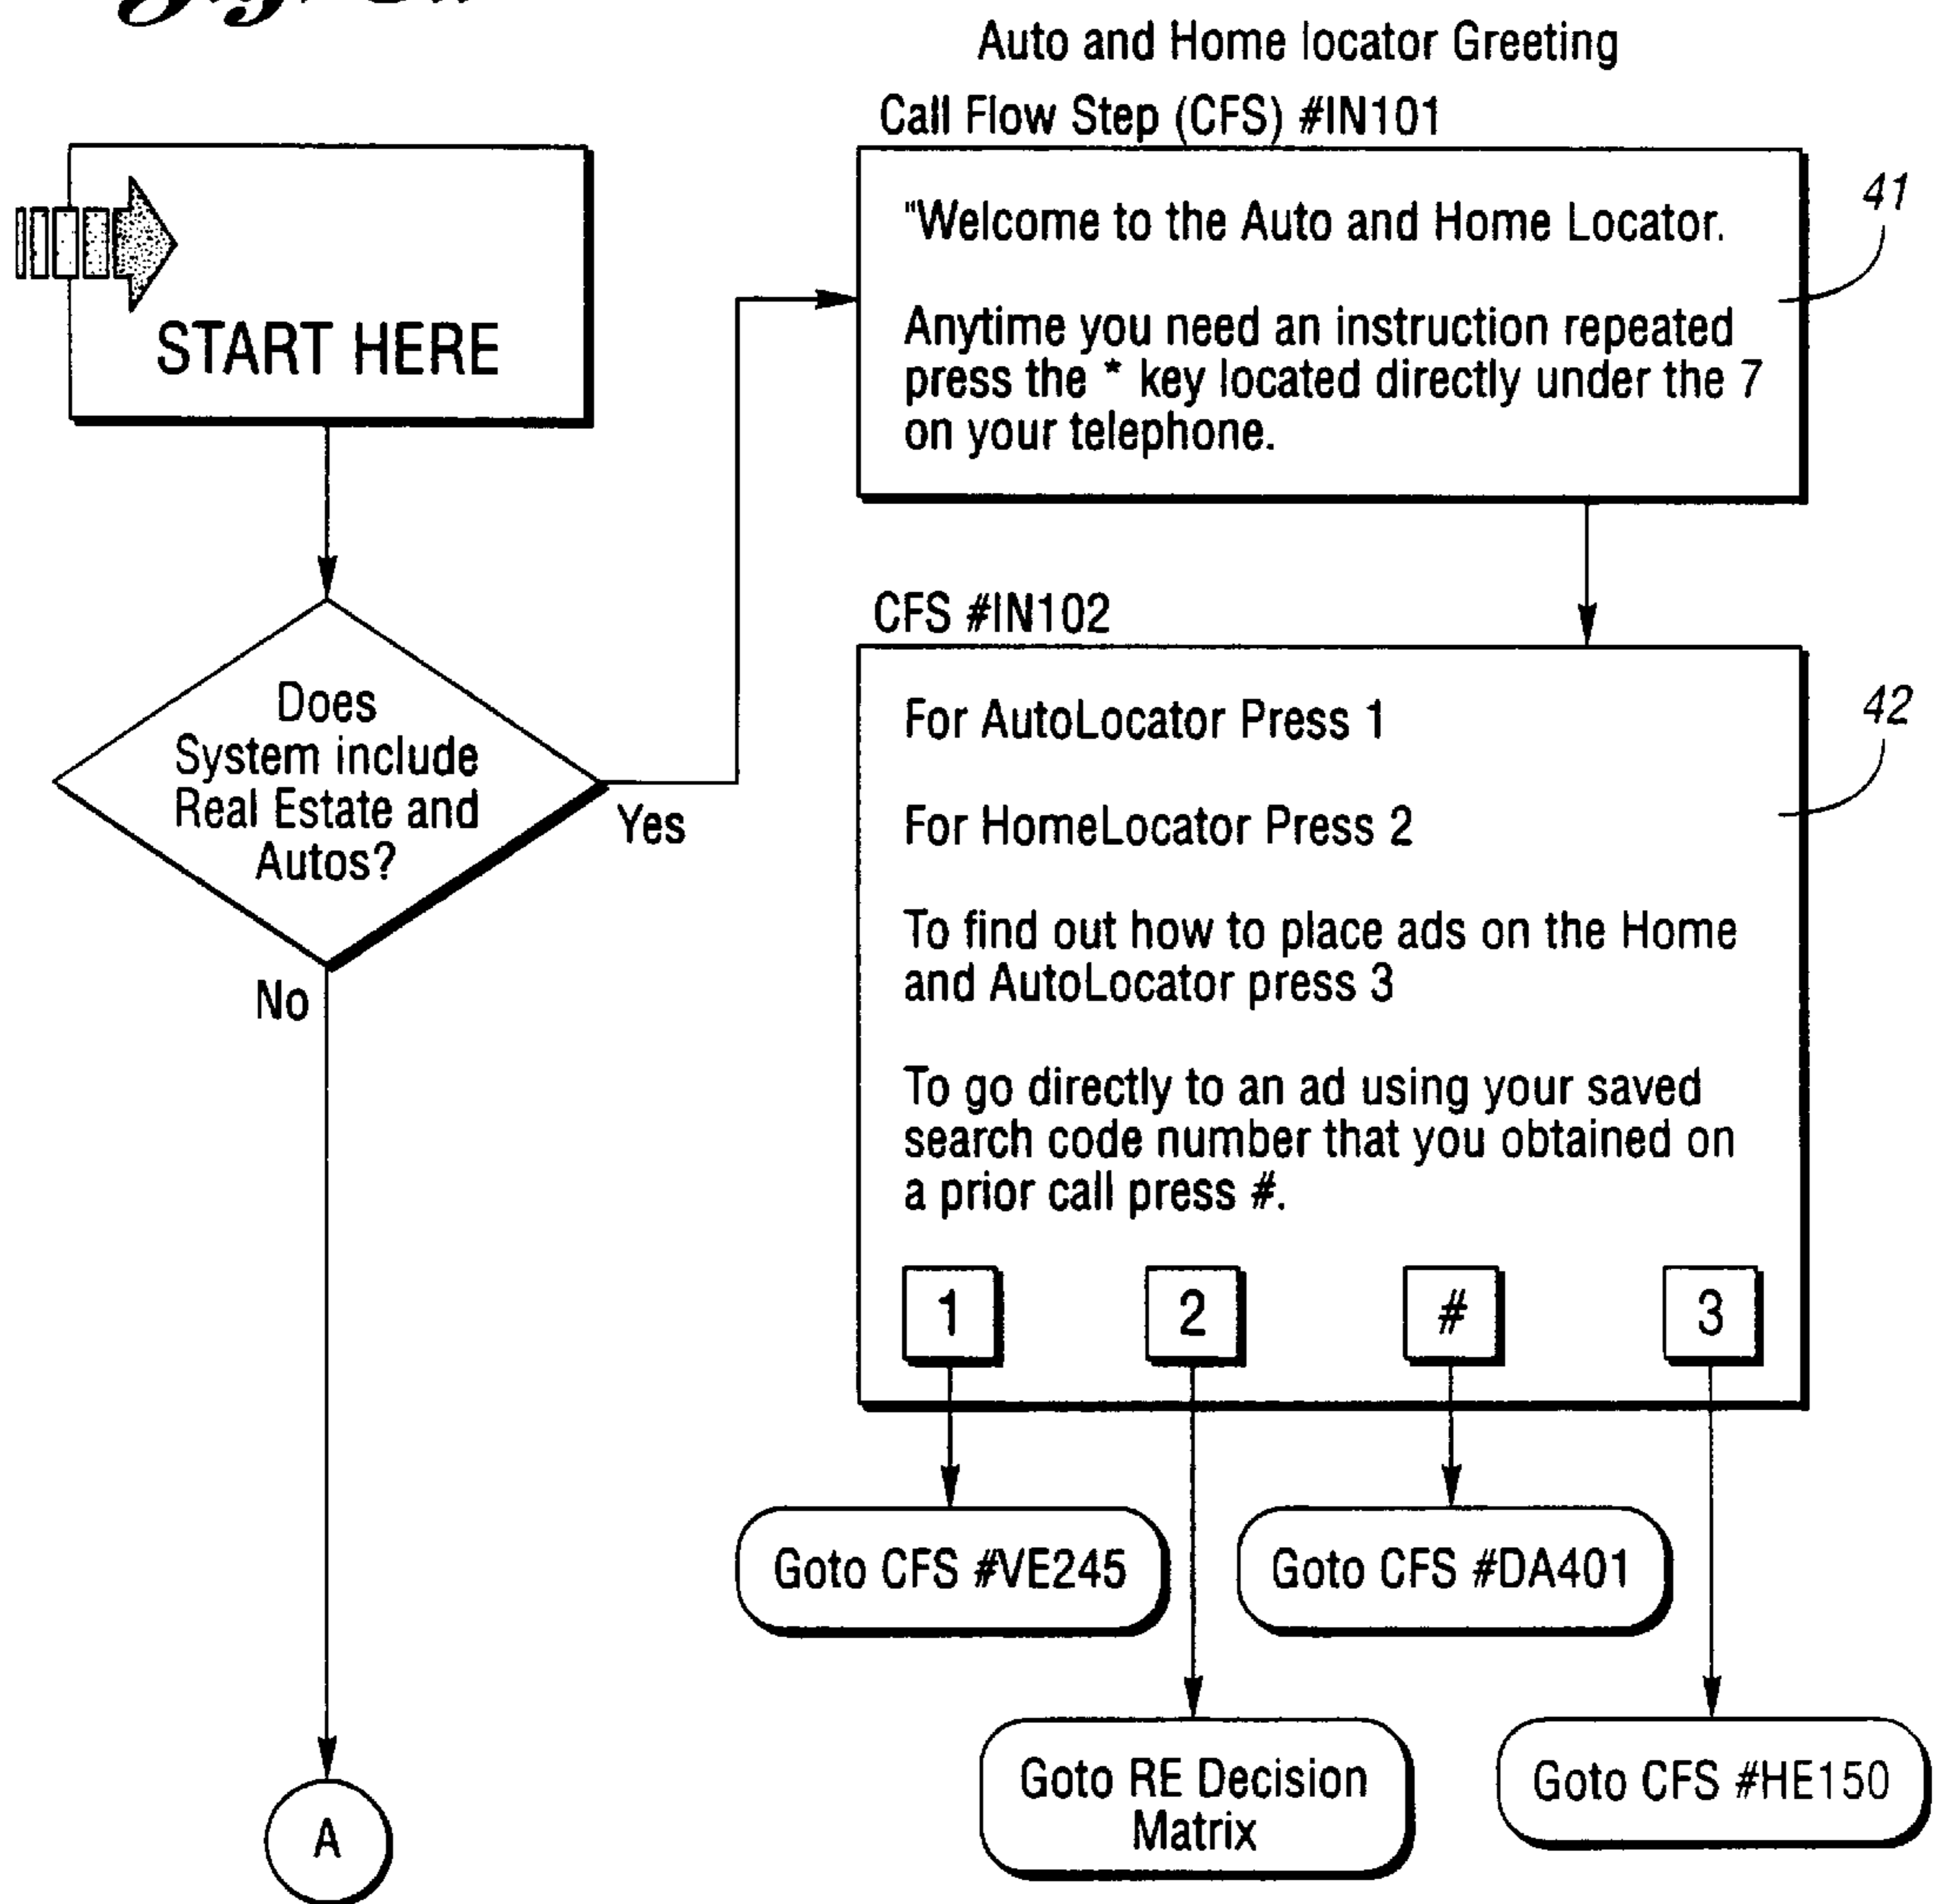 Auto and Home locator Greeting
Call Flow Step (CFS) #IN101
START HERE
"Welcome to the Auto and Home Locator.
Anytime you need an instruction repeated
press the * key located directly under the 7
on your telephone.
41
Does
System include
Real Estate and
Autos?
Yes
No
CFS #IN102
For AutoLocator Press 1
For HomeLocator Press 2
To find out how to place ads on the Home
and AutoLocator press 3
To go directly to an ad using your saved
search code number that you obtained on
a prior call press #.
42
1 2 # 3
Goto CFS #VE245
Goto CFS #DA401
Goto RE Decision
Matrix
Goto CFS #HE150
A